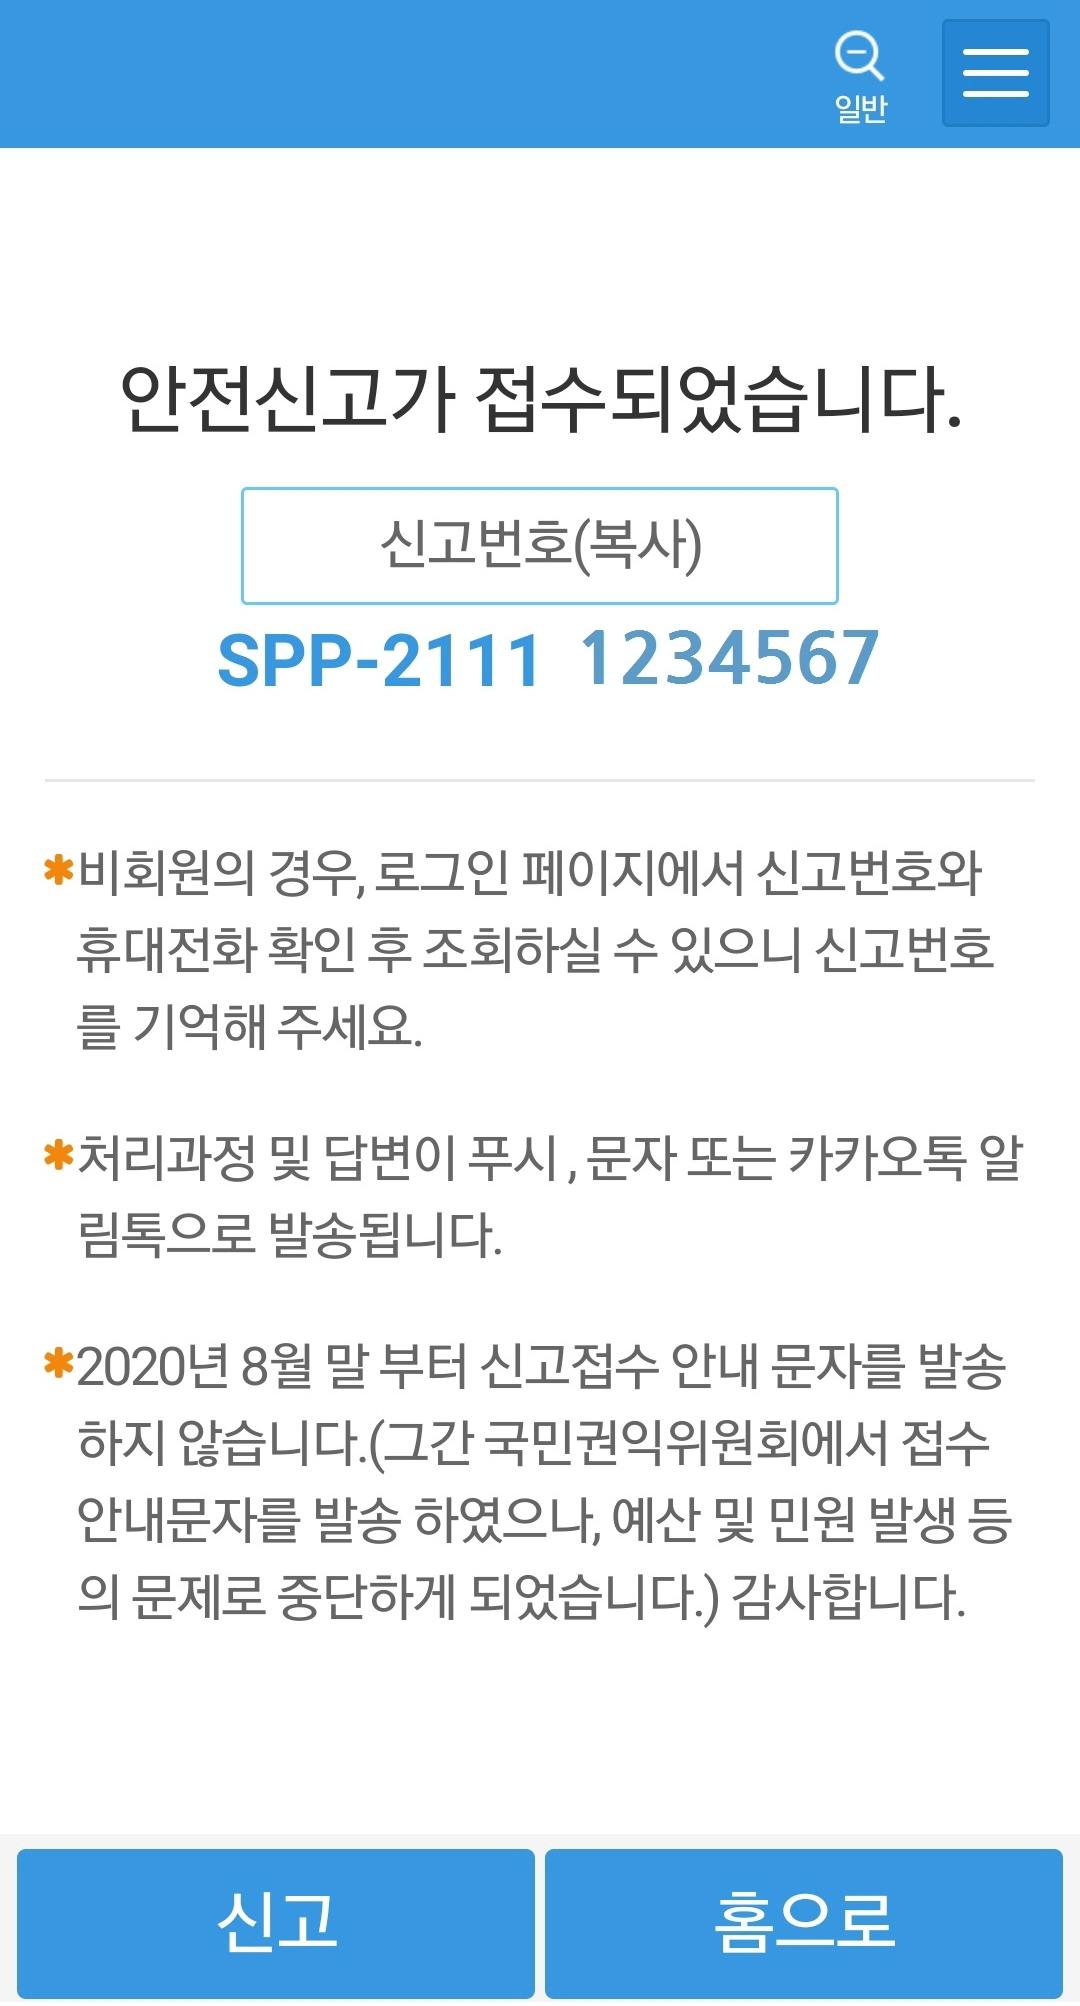 일반
안전신고가 접수되었습니다.
신고번호(복사)
SPP-2111 1234567
✱비회원의 경우, 로그인 페이지에서 신고번호와
휴대전화 확인 후 조회하실 수 있으니 신고번호
를 기억해 주세요.
✱처리과정 및 답변이 푸시 , 문자 또는 카카오톡 알
림톡으로 발송됩니다.
✱2020년 8월 말 부터 신고접수 안내 문자를 발송
하지 않습니다.(그간 국민권익위원회에서 접수
안내문자를 발송 하였으나, 예산 및 민원 발생 등
의 문제로 중단하게 되었습니다.) 감사합니다.
신고
홈으로